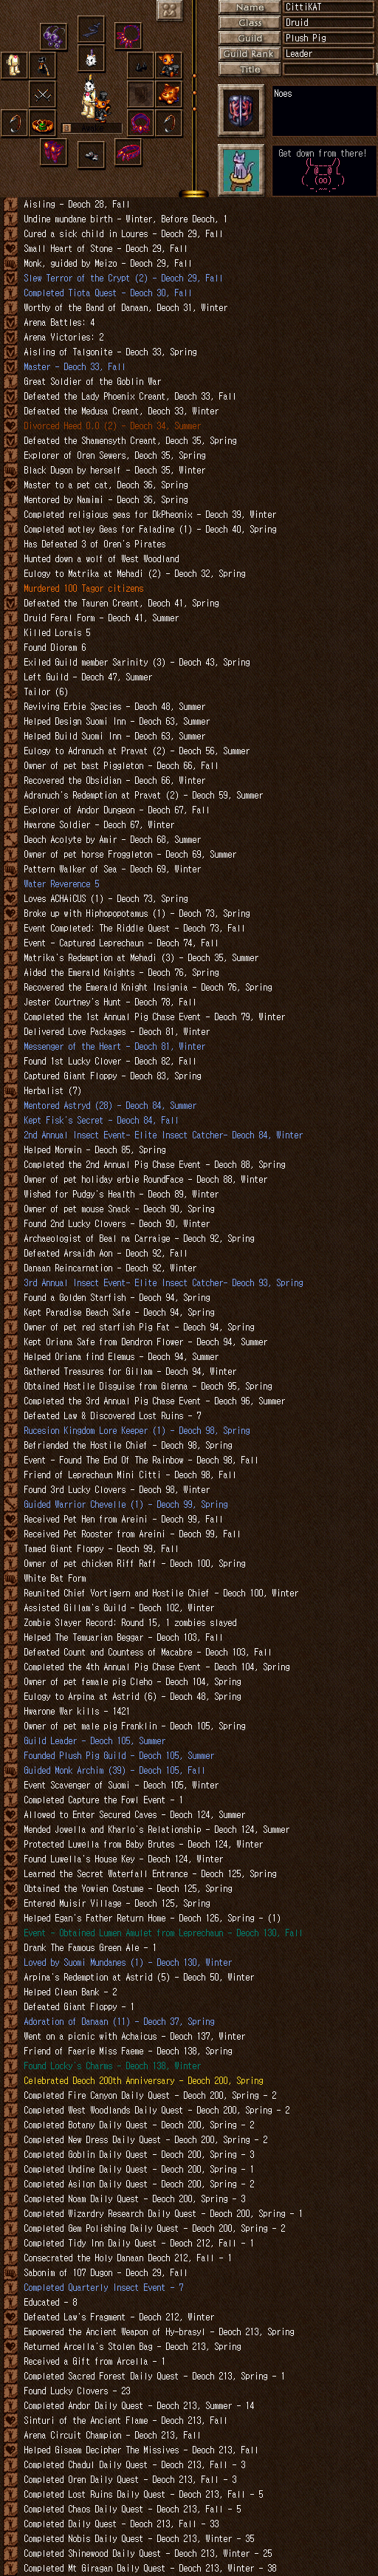 Name CittiKAT
Class Druid
Guild Plush Pig
Guild Rank Leader
Title
Noes
Get down from there!
Aisling - Deoch 28, Fall
Undine mundane birth - Winter, Before Deoch, 1
Cured a sick child in Loures - Deoch 29, Fall
Small Heart of Stone - Deoch 29, Fall
Monk, guided by Meizo - Deoch 29, Fall
Slew Terror of the Crypt (2) - Deoch 29, Fall
Completed Tiota Quest - Deoch 30, Fall
Worthy of the Band of Danaan, Deoch 31, Winter
Arena Battles: 4
Arena Victories: 2
Aisling of Talgonite - Deoch 33, Spring
Master - Deoch 33, Fall
Great Soldier of the Goblin War
Defeated the Lady Phoenix Creant, Deoch 33, Fall
Defeated the Medusa Creant, Deoch 33, Winter
Divorced Heed O.O (2) - Deoch 34, Summer
Defeated the Shamensyth Creant, Deoch 35, Spring
Explorer of Oren Sewers, Deoch 35, Spring
Black Dugon by herself - Deoch 35, Winter
Master to a pet cat, Deoch 36, Spring
Mentored by Namimi - Deoch 36, Spring
Completed religious geas for DkPheonix - Deoch 39, Winter
Completed motley Geas for Faladine (1) - Deoch 40, Spring
Has Defeated 3 of Oren's Pirates
Hunted down a wolf of West Woodland
Eulogy to Matrika at Mehadi (2) - Deoch 32, Spring
Murdered 100 Tagor citizens
Defeated the Tauren Creant, Deoch 41, Spring
Druid Feral Form - Deoch 41, Summer
Killed Lorais 5
Found Dioram 6
Exiled Guild member Sarinity (3) - Deoch 43, Spring
Left Guild - Deoch 47, Summer
Tailor (6)
Reviving Erbie Species - Deoch 48, Summer
Helped Design Suomi Inn - Deoch 63, Summer
Helped Build Suomi Inn - Deoch 63, Summer
Eulogy to Adranuch at Pravat (2) - Deoch 56, Summer
Owner of pet bast Piggleton - Deoch 66, Fall
Recovered the Obsidian - Deoch 66, Winter
Adranuch's Redemption at Pravat (2) - Deoch 59, Summer
Explorer of Andor Dungeon - Deoch 67, Fall
Hwarone Soldier - Deoch 67, Winter
Deoch Acolyte by Amir - Deoch 68, Summer
Owner of pet horse Froggleton - Deoch 69, Summer
Pattern Walker of Sea - Deoch 69, Winter
Water Reverence 5
Loves ACHAiCUS (1) - Deoch 73, Spring
Broke up with Hiphopopotamus (1) - Deoch 73, Spring
Event Completed: The Riddle Quest - Deoch 73, Fall
Event - Captured Leprechaun - Deoch 74, Fall
Matrika's Redemption at Mehadi (3) - Deoch 35, Summer
Aided the Emerald Knights - Deoch 76, Spring
Recovered the Emerald Knight Insignia - Deoch 76, Spring
Jester Courtney's Hunt - Deoch 78, Fall
Completed the 1st Annual Pig Chase Event - Deoch 79, Winter
Delivered Love Packages - Deoch 81, Winter
Messenger of the Heart - Deoch 81, Winter
Found 1st Lucky Clover - Deoch 82, Fall
Captured Giant Floppy - Deoch 83, Spring
Herbalist (7)
Mentored Astryd (28) - Deoch 84, Summer
Kept Fisk's Secret - Deoch 84, Fall
2nd Annual Insect Event- Elite Insect Catcher- Deoch 84, Winter
Helped Morwin - Deoch 85, Spring
Completed the 2nd Annual Pig Chase Event - Deoch 88, Spring
Owner of pet holiday erbie RoundFace - Deoch 88, Winter
Wished for Pudgy's Health - Deoch 89, Winter
Owner of pet mouse Snack - Deoch 90, Spring
Found 2nd Lucky Clovers - Deoch 90, Winter
Archaeologist of Beal na Carraige - Deoch 92, Spring
Defeated Arsaidh Aon - Deoch 92, Fall
Danaan Reincarnation - Deoch 92, Winter
3rd Annual Insect Event- Elite Insect Catcher- Deoch 93, Spring
Found a Golden Starfish - Deoch 94, Spring
Kept Paradise Beach Safe - Deoch 94, Spring
Owner of pet red starfish Pig Fat - Deoch 94, Spring
Kept Oriana Safe from Dendron Flower - Deoch 94, Summer
Helped Oriana find Elemus - Deoch 94, Summer
Gathered Treasures for Gillam - Deoch 94, Winter
Obtained Hostile Disguise from Glenna - Deoch 95, Spring
Completed the 3rd Annual Pig Chase Event - Deoch 96, Summer
Defeated Law & Discovered Lost Ruins - 7
Rucesion Kingdom Lore Keeper (1) - Deoch 98, Spring
Befriended the Hostile Chief - Deoch 98, Spring
Event - Found The End Of The Rainbow - Deoch 98, Fall
Friend of Leprechaun Mini Citti - Deoch 98, Fall
Found 3rd Lucky Clovers - Deoch 98, Winter
Guided Warrior Chevelle (1) - Deoch 99, Spring
Received Pet Hen from Areini - Deoch 99, Fall
Received Pet Rooster from Areini - Deoch 99, Fall
Tamed Giant Floppy - Deoch 99, Fall
Owner of pet chicken Riff Raff - Deoch 100, Spring
White Bat Form
Reunited Chief Vortigern and Hostile Chief - Deoch 100, Winter
Assisted Gillam's Guild - Deoch 102, Winter
Zombie Slayer Record: Round 15, 1 zombies slayed
Helped The Temuarian Beggar - Deoch 103, Fall
Defeated Count and Countess of Macabre - Deoch 103, Fall
Completed the 4th Annual Pig Chase Event - Deoch 104, Spring
Owner of pet female pig Cleho - Deoch 104, Spring
Eulogy to Arpina at Astrid (6) - Deoch 48, Spring
Hwarone War kills - 1421
Owner of pet male pig Franklin - Deoch 105, Spring
Guild Leader - Deoch 105, Summer
Founded Plush Pig Guild - Deoch 105, Summer
Guided Monk Archim (39) - Deoch 105, Fall
Event Scavenger of Suomi - Deoch 105, Winter
Completed Capture the Fowl Event - 1
Allowed to Enter Secured Caves - Deoch 124, Summer
Mended Jowella and Kharlo's Relationship - Deoch 124, Summer
Protected Luwella from Baby Brutes - Deoch 124, Winter
Found Luwella's House Key - Deoch 124, Winter
Learned the Secret Waterfall Entrance - Deoch 125, Spring
Obtained the Yowien Costume - Deoch 125, Spring
Entered Muisir Village - Deoch 125, Spring
Helped Egan's Father Return Home - Deoch 126, Spring - (1)
Event - Obtained Lumen Amulet from Leprechaun - Deoch 130, Fall
Drank The Famous Green Ale - 1
Loved by Suomi Mundanes (1) - Deoch 130, Winter
Arpina's Redemption at Astrid (5) - Deoch 50, Winter
Helped Clean Bank - 2
Defeated Giant Floppy - 1
Adoration of Danaan (11) - Deoch 37, Spring
Went on a picnic with Achaicus - Deoch 137, Winter
Friend of Faerie Miss Faeme - Deoch 138, Spring
Found Locky's Charms - Deoch 138, Winter
Celebrated Deoch 200th Anniversary - Deoch 200, Spring
Completed Fire Canyon Daily Quest - Deoch 200, Spring - 2
Completed West Woodlands Daily Quest - Deoch 200, Spring - 2
Completed Botany Daily Quest - Deoch 200, Spring - 2
Completed New Dress Daily Quest - Deoch 200, Spring - 2
Completed Goblin Daily Quest - Deoch 200, Spring - 3
Completed Undine Daily Quest - Deoch 200, Spring - 1
Completed Asilon Daily Quest - Deoch 200, Spring - 2
Completed Noam Daily Quest - Deoch 200, Spring - 3
Completed Wizardry Research Daily Quest - Deoch 200, Spring - 1
Completed Gem Polishing Daily Quest - Deoch 200, Spring - 2
Completed Tidy Inn Daily Quest - Deoch 212, Fall - 1
Consecrated the Holy Danaan Deoch 212, Fall - 1
Sabonim of 107 Dugon - Deoch 29, Fall
Completed Quarterly Insect Event - 7
Educated - 8
Defeated Law's Fragment - Deoch 212, Winter
Empowered the Ancient Weapon of Hy-brasyl - Deoch 213, Spring
Returned Arcella's Stolen Bag - Deoch 213, Spring
Received a Gift from Arcella - 1
Completed Sacred Forest Daily Quest - Deoch 213, Spring - 1
Found Lucky Clovers - 23
Completed Andor Daily Quest - Deoch 213, Summer - 14
Sinturi of the Ancient Flame - Deoch 213, Fall
Arena Circuit Champion - Deoch 213, Fall
Helped Gisaem Decipher The Missives - Deoch 213, Fall
Completed Chadul Daily Quest - Deoch 213, Fall - 3
Completed Oren Daily Quest - Deoch 213, Fall - 3
Completed Lost Ruins Daily Quest - Deoch 213, Fall - 5
Completed Chaos Daily Quest - Deoch 213, Fall - 5
Completed Daily Quest - Deoch 213, Fall - 33
Completed Nobis Daily Quest - Deoch 213, Winter - 35
Completed Shinewood Daily Quest - Deoch 213, Winter - 25
Completed Mt Giragan Daily Quest - Deoch 213, Winter - 38